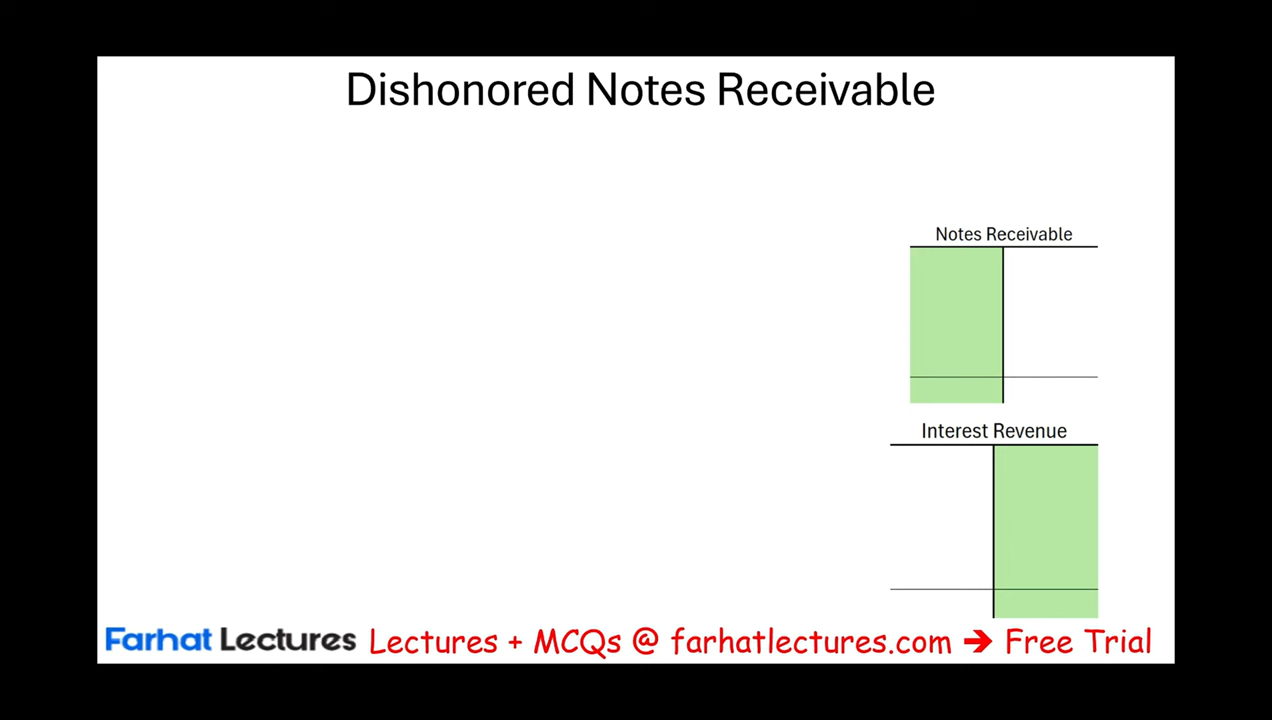 Dishonored Notes Receivable
Notes Receivable
Interest Revenue
Farhat Lectures Lectures + MCQs @ farhatlectures.com ➔ Free Trial